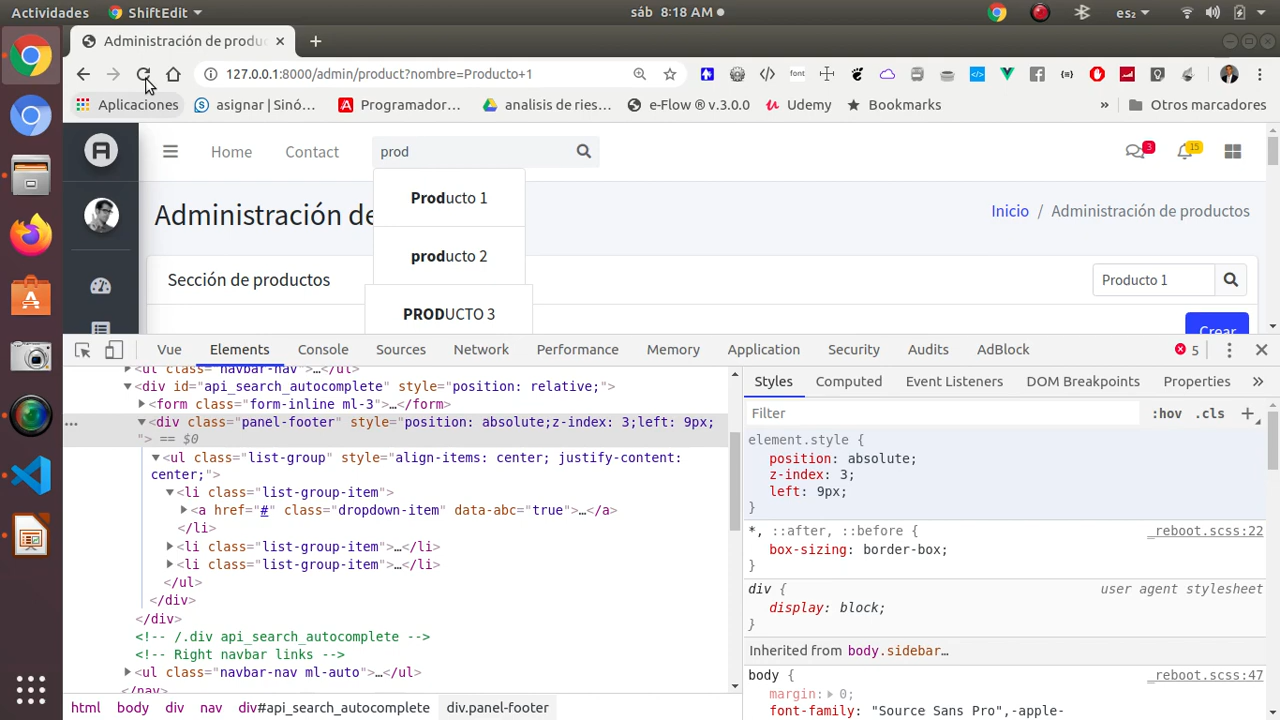 Actividades
ShiftEdit
sáb 8:18 AM
es2
Administración de produc
127.0.0.1:8000/admin/product?nombre=Producto+1
font
Aplicaciones
asignar | Sinó...
Programador...
analisis de ries...
e-Flow ® v.3.0.0
Udemy
Bookmarks
»
Otros marcadores
Home
Contact
prod
3
15
Producto 1
Administración de
Inicio / Administración de productos
producto 2
Sección de productos
Producto 1
PRODUCTO 3
Crear
Vue
Elements
Console
Sources
Network
Performance
Memory
Application
Security
Audits
AdBlock
5
<ul class="navbar-nav">…</ul>
<div id="api_search_autocomplete" style="position: relative;">
<form class="form-inline ml-3">…</form>
<div class="panel-footer" style="position: absolute;z-index: 3;left: 9px;
"> == $0
<ul class="list-group" style="align-items: center; justify-content:
center;">
<li class="list-group-item">
<a href="#" class="dropdown-item" data-abc="true">…</a>
</li>
<li class="list-group-item">…</li>
<li class="list-group-item">…</li>
</ul>
</div>
</div>
<!-- /.div api_search_autocomplete -->
<!-- Right navbar links -->
<ul class="navbar-nav ml-auto">…</ul>
</nav>
html body div nav div#api_search_autocomplete div.panel-footer
Styles
Computed
Event Listeners
DOM Breakpoints
Properties
»
Filter
:hov .cls +
element.style {
position: absolute;
z-index: 3;
left: 9px;
}
*, ::after, ::before {
_reboot.scss:22
box-sizing: border-box;
}
div {
user agent stylesheet
display: block;
}
Inherited from body.sidebar…
body {
_reboot.scss:47
margin: 0;
font-family: "Source Sans Pro",-apple-